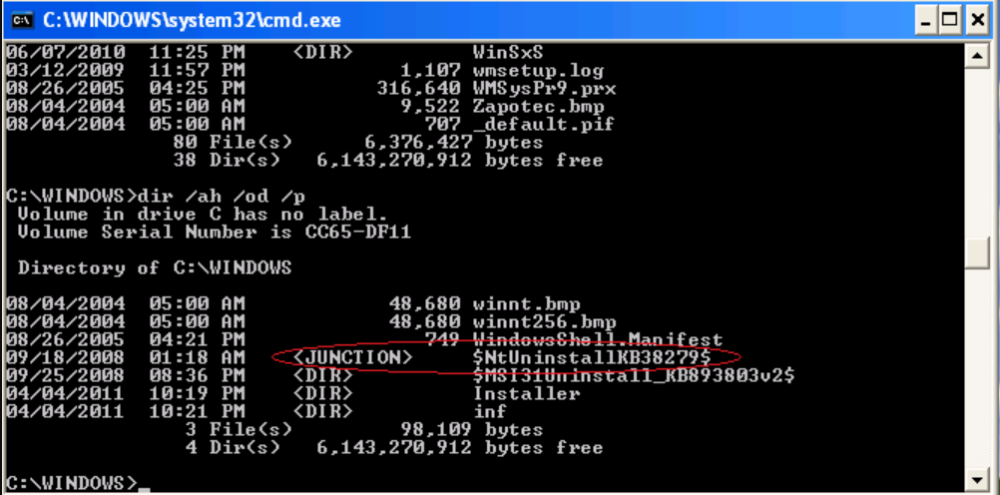 C:\WINDOWS\system32\cmd.exe
06/07/2010  11:25 PM    <DIR>          WinSxS
03/12/2009  11:57 PM             1,107 wmsetup.log
08/26/2005  04:25 PM           316,640 WMSysPr9.prx
08/04/2004  05:00 AM             9,522 Zapotec.bmp
08/04/2004  05:00 AM               707 _default.pif
              80 File(s)      6,376,427 bytes
              38 Dir(s)   6,143,270,912 bytes free
C:\WINDOWS>dir /ah /od /p
 Volume in drive C has no label.
 Volume Serial Number is CC65-DF11
 Directory of C:\WINDOWS
08/04/2004  05:00 AM            48,680 winnt.bmp
08/04/2004  05:00 AM            48,680 winnt256.bmp
08/26/2005  04:21 PM               749 WindowsShell.Manifest
09/18/2008  01:18 AM    <JUNCTION>     $NtUninstallKB38279$
09/25/2008  08:36 PM    <DIR>          $MSI31Uninstall_KB893803v2$
04/04/2011  10:19 PM    <DIR>          Installer
04/04/2011  10:21 PM    <DIR>          inf
               3 File(s)         98,109 bytes
               4 Dir(s)   6,143,270,912 bytes free
C:\WINDOWS>_